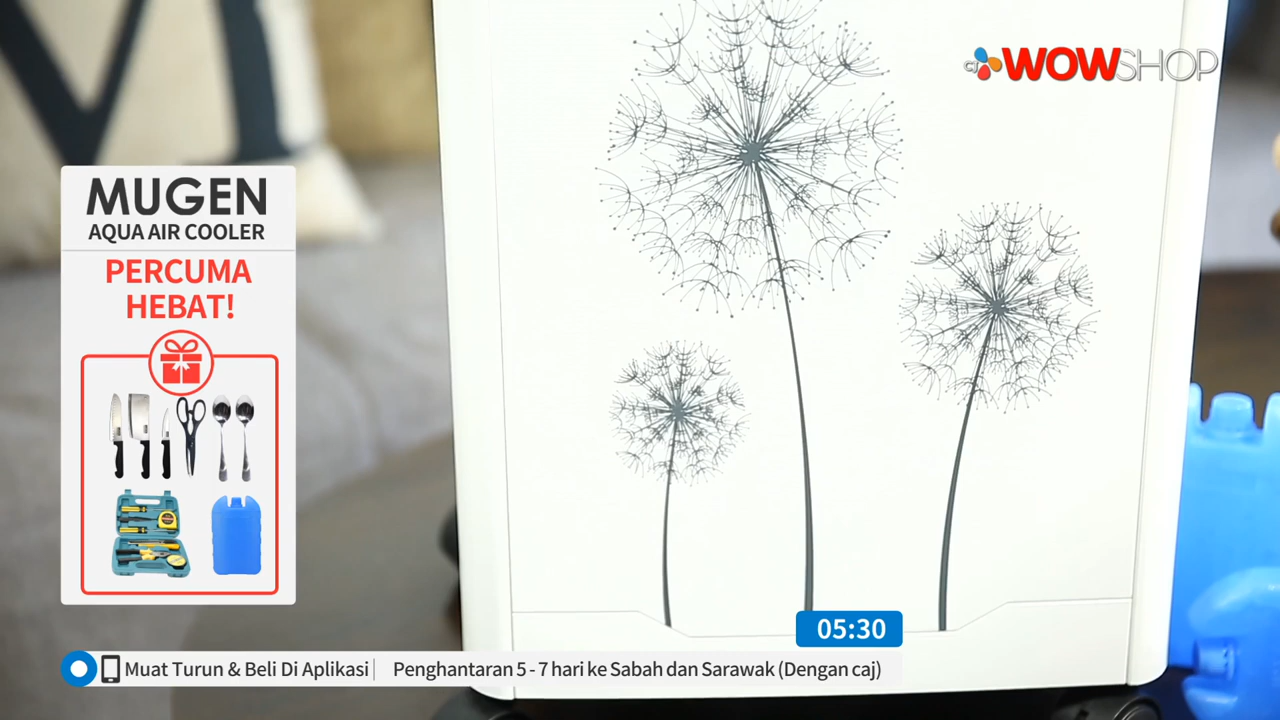 CJ WOWSHOP
MUGEN
AQUA AIR COOLER
PERCUMA
HEBAT!
05:30
Muat Turun & Beli Di Aplikasi | Penghantaran 5 - 7 hari ke Sabah dan Sarawak (Dengan caj)